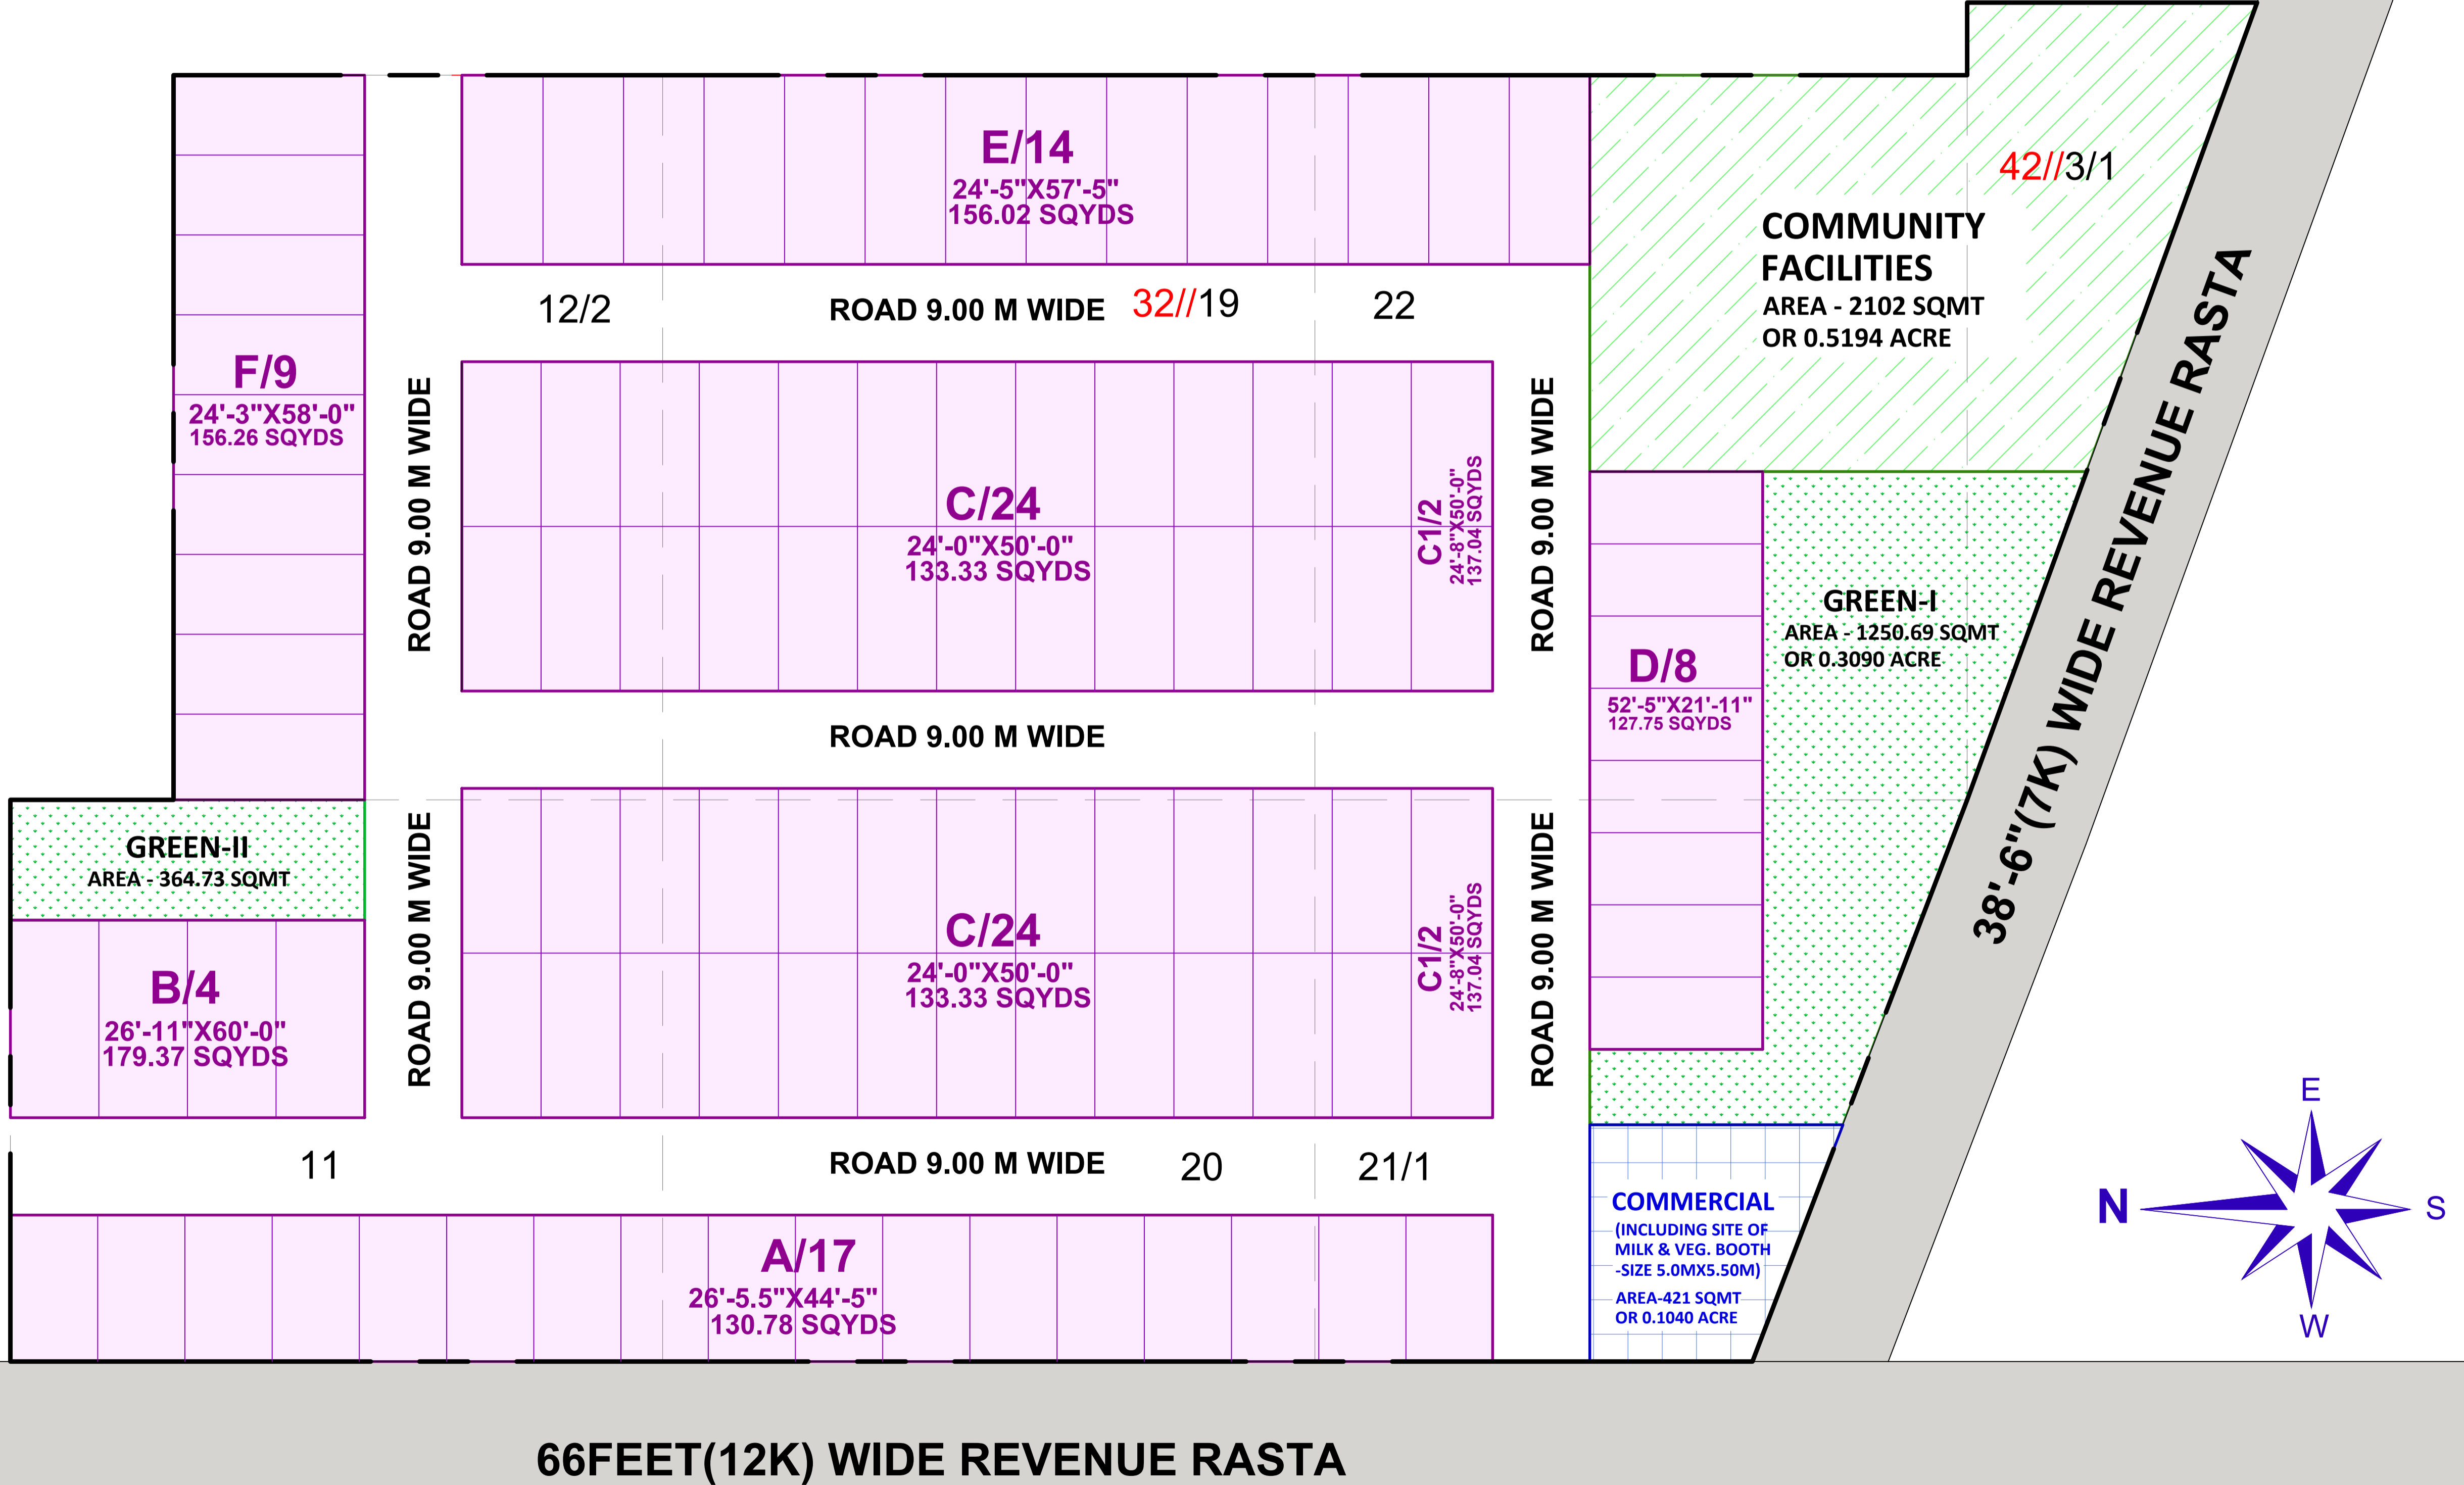 E/14
24'-5"X57'-5"
156.02 SQYDS
42//3/1
COMMUNITY
FACILITIES
AREA - 2102 SQMT
OR 0.5194 ACRE
12/2
ROAD 9.00 M WIDE
32//19
22
F/9
24'-3"X58'-0"
156.26 SQYDS
ROAD 9.00 M WIDE
C/24
24'-0"X50'-0"
133.33 SQYDS
C1/2
24'-8"X50'-0"
137.04 SQYDS
ROAD 9.00 M WIDE
GREEN-I
AREA - 1250.69 SQMT
OR 0.3090 ACRE
D/8
52'-5"X21'-11"
127.75 SQYDS
38'-6"(7K) WIDE REVENUE RASTA
ROAD 9.00 M WIDE
GREEN-II
AREA - 364.73 SQMT
B/4
26'-11"X60'-0"
179.37 SQYDS
ROAD 9.00 M WIDE
C/24
24'-0"X50'-0"
133.33 SQYDS
C1/2
24'-8"X50'-0"
137.04 SQYDS
ROAD 9.00 M WIDE
11
ROAD 9.00 M WIDE
20
21/1
COMMERCIAL
(INCLUDING SITE OF
MILK & VEG. BOOTH
-SIZE 5.0MX5.50M)
AREA-421 SQMT
OR 0.1040 ACRE
E
N
S
W
A/17
26'-5.5"X44'-5"
130.78 SQYDS
66FEET(12K) WIDE REVENUE RASTA